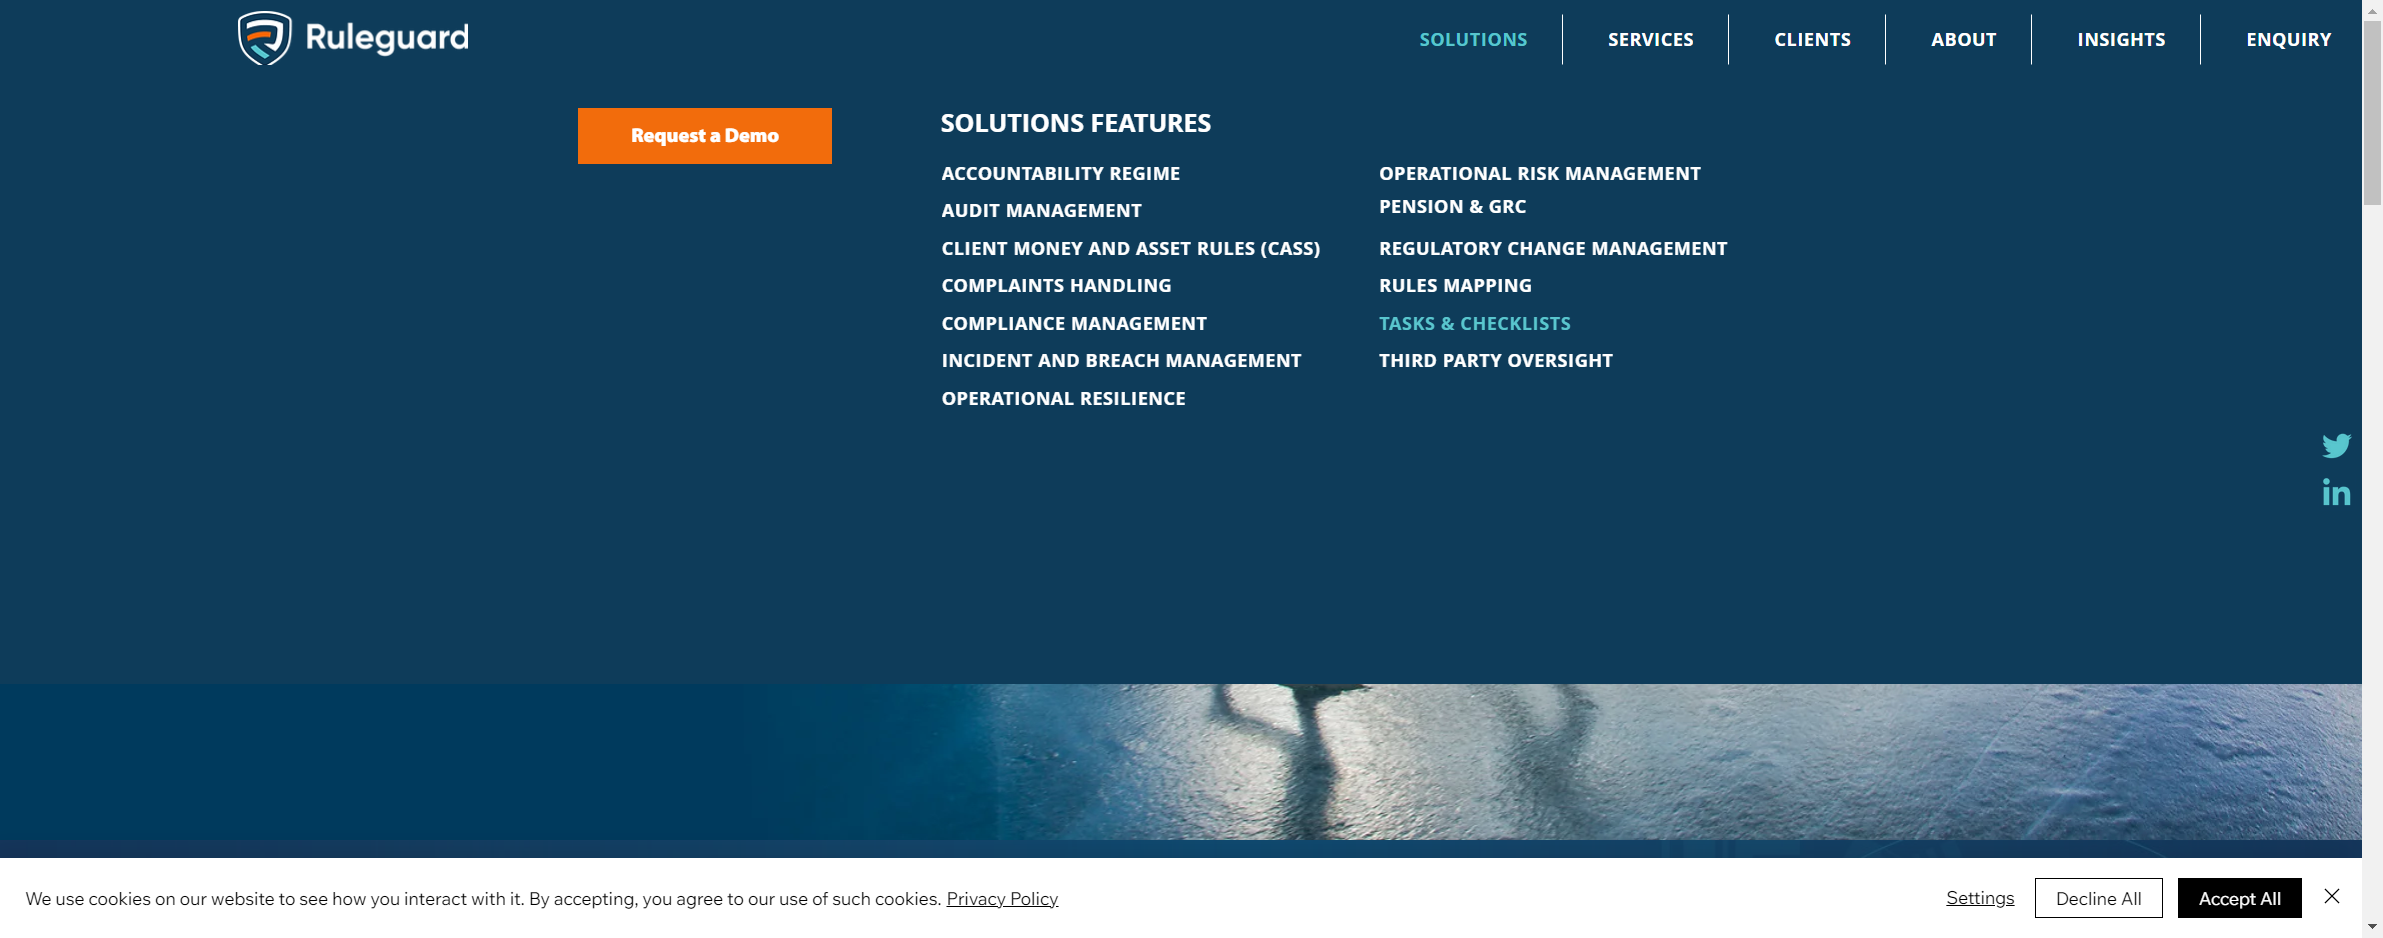 Ruleguard
SOLUTIONS
SERVICES
CLIENTS
ABOUT
INSIGHTS
ENQUIRY
Request a Demo
SOLUTIONS FEATURES
ACCOUNTABILITY REGIME
AUDIT MANAGEMENT
CLIENT MONEY AND ASSET RULES (CASS)
COMPLAINTS HANDLING
COMPLIANCE MANAGEMENT
INCIDENT AND BREACH MANAGEMENT
OPERATIONAL RESILIENCE
OPERATIONAL RISK MANAGEMENT
PENSION & GRC
REGULATORY CHANGE MANAGEMENT
RULES MAPPING
TASKS & CHECKLISTS
THIRD PARTY OVERSIGHT
in
We use cookies on our website to see how you interact with it. By accepting, you agree to our use of such cookies. Privacy Policy
Settings
Decline All
Accept All